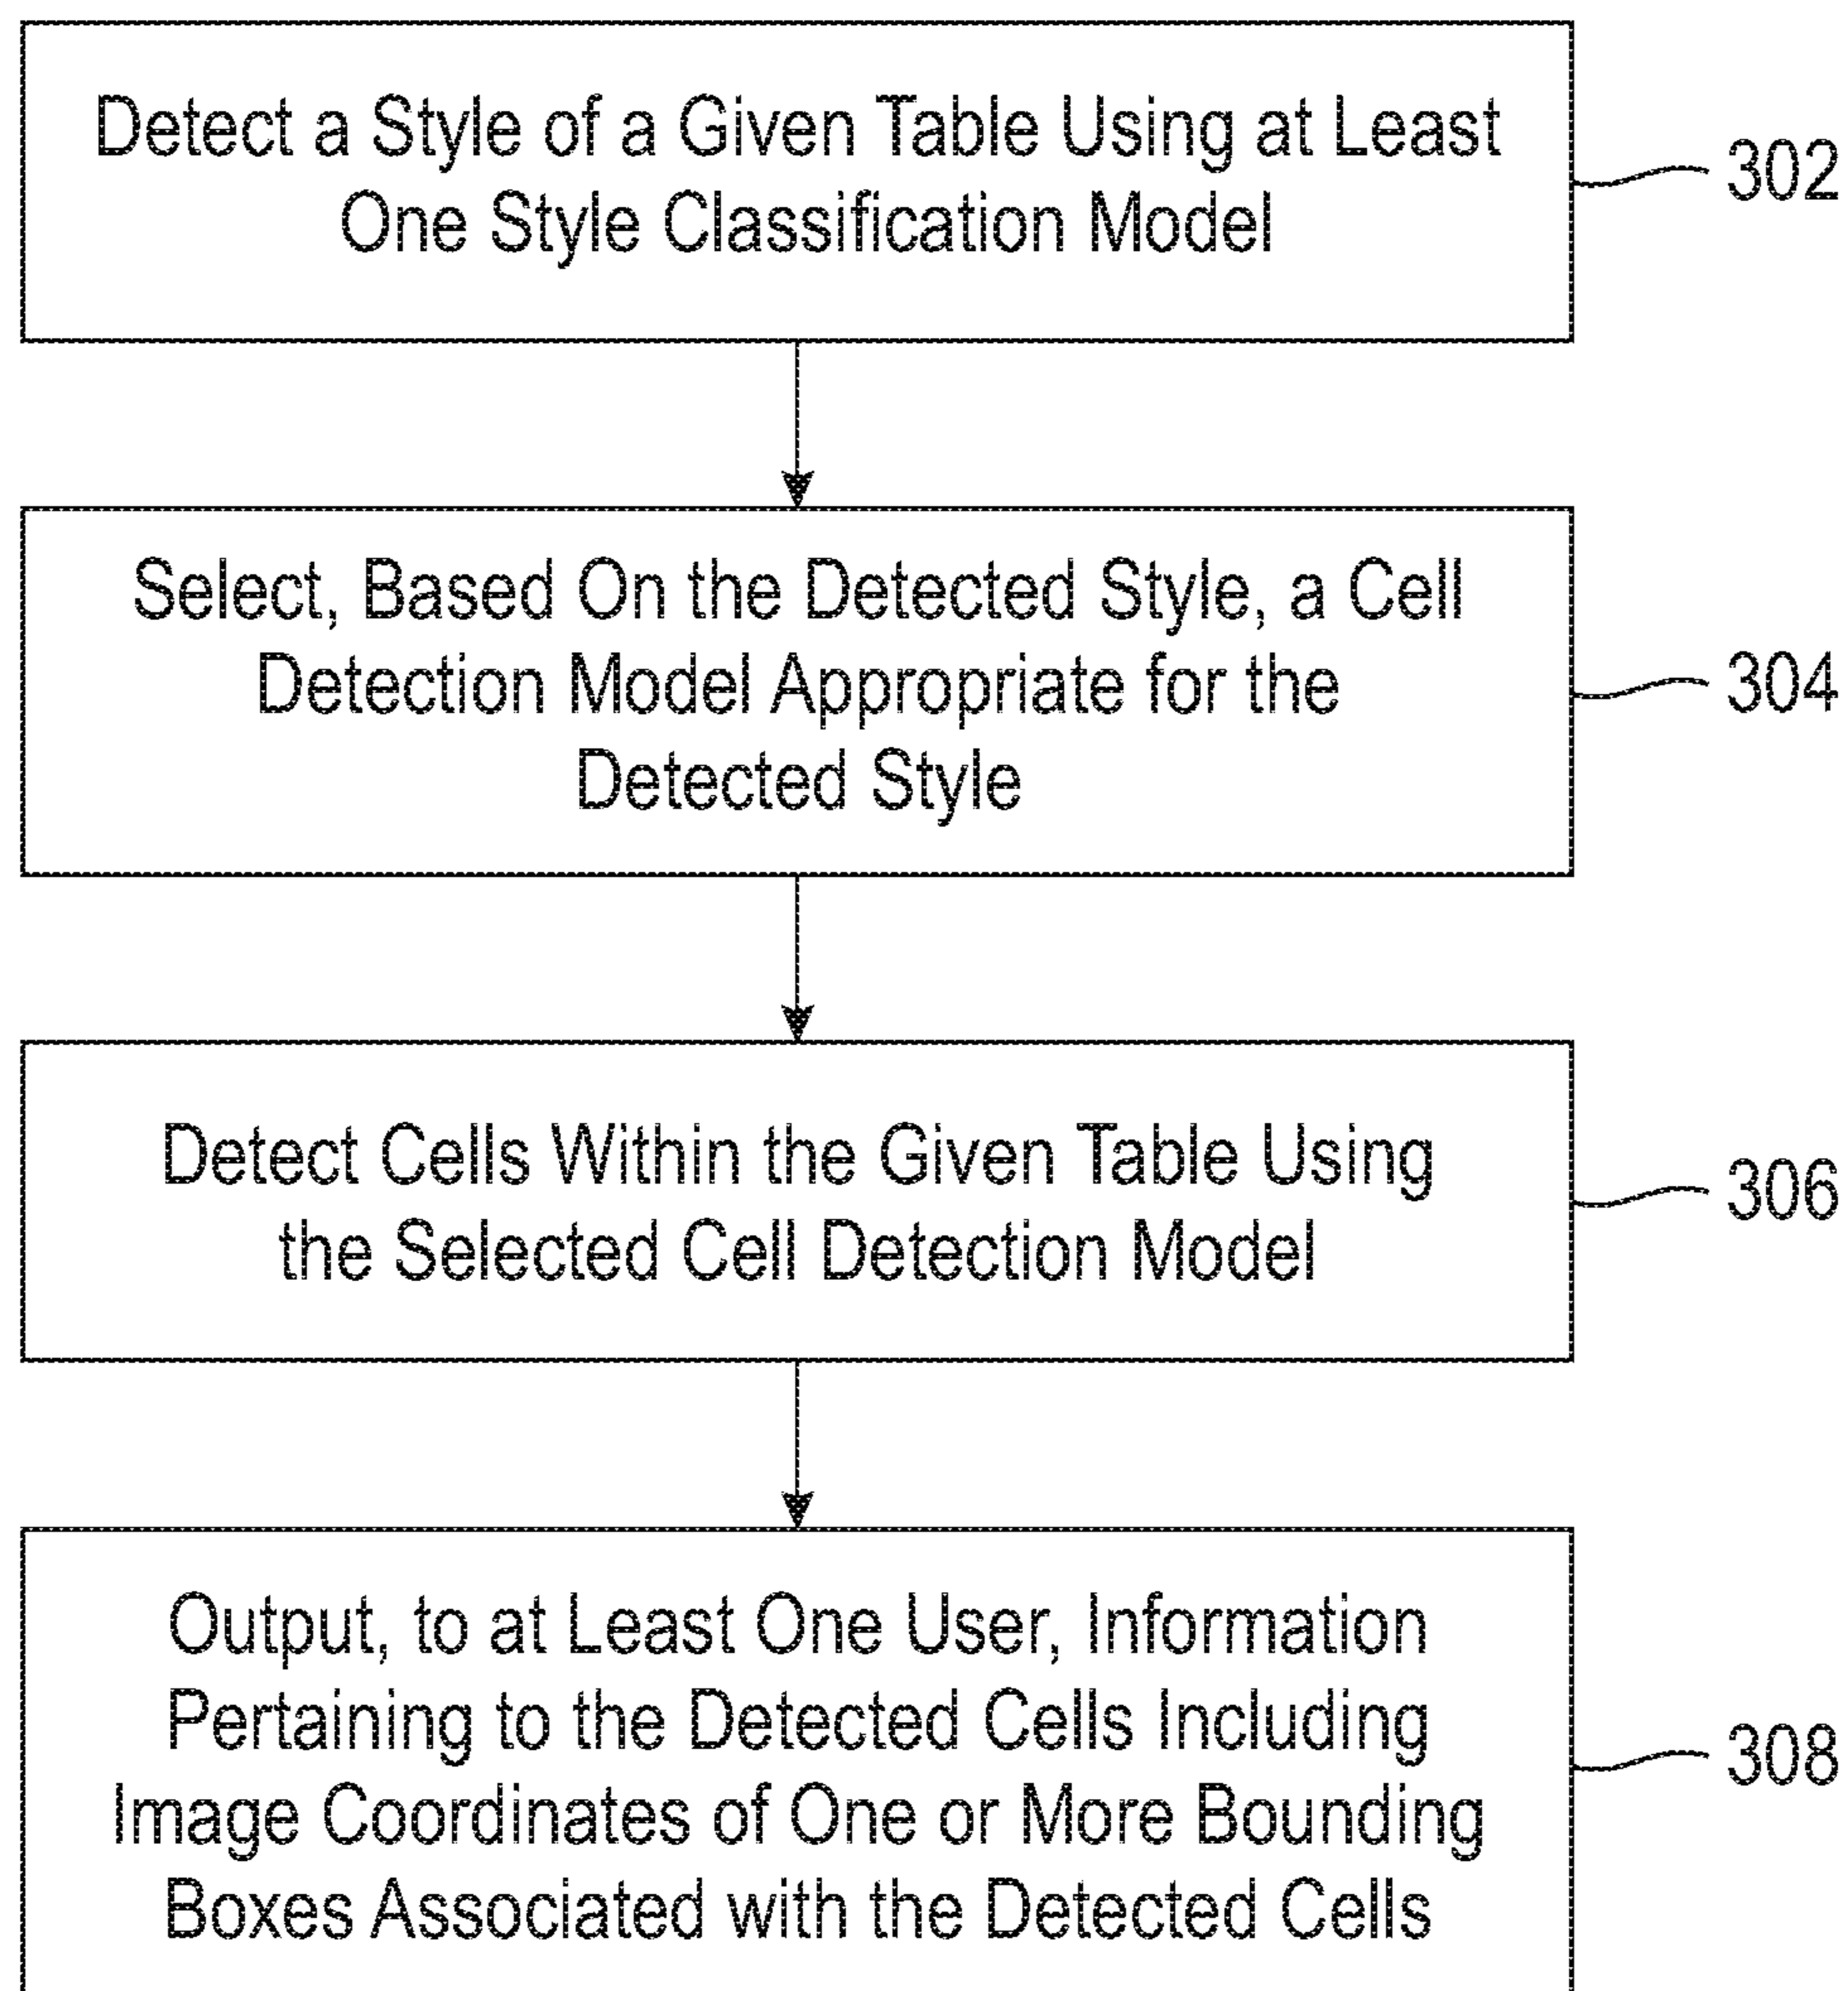 Detect a Style of a Given Table Using at Least
One Style Classification Model
302
Select, Based On the Detected Style, a Cell
Detection Model Appropriate for the
Detected Style
304
Detect Cells Within the Given Table Using
the Selected Cell Detection Model
306
Output, to at Least One User, Information
Pertaining to the Detected Cells Including
Image Coordinates of One or More Bounding
Boxes Associated with the Detected Cells
308